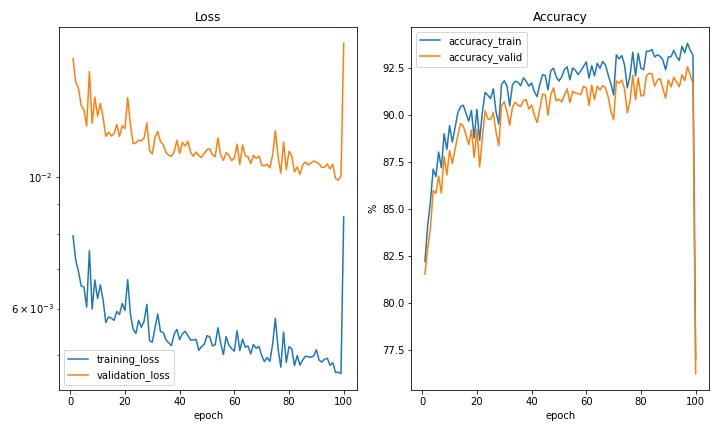 Loss
10⁻²
6 × 10⁻³
training_loss
validation_loss
0
20
40
60
80
100
epoch
Accuracy
accuracy_train
accuracy_valid
92.5
90.0
87.5
85.0
82.5
80.0
77.5
%
0
20
40
60
80
100
epoch